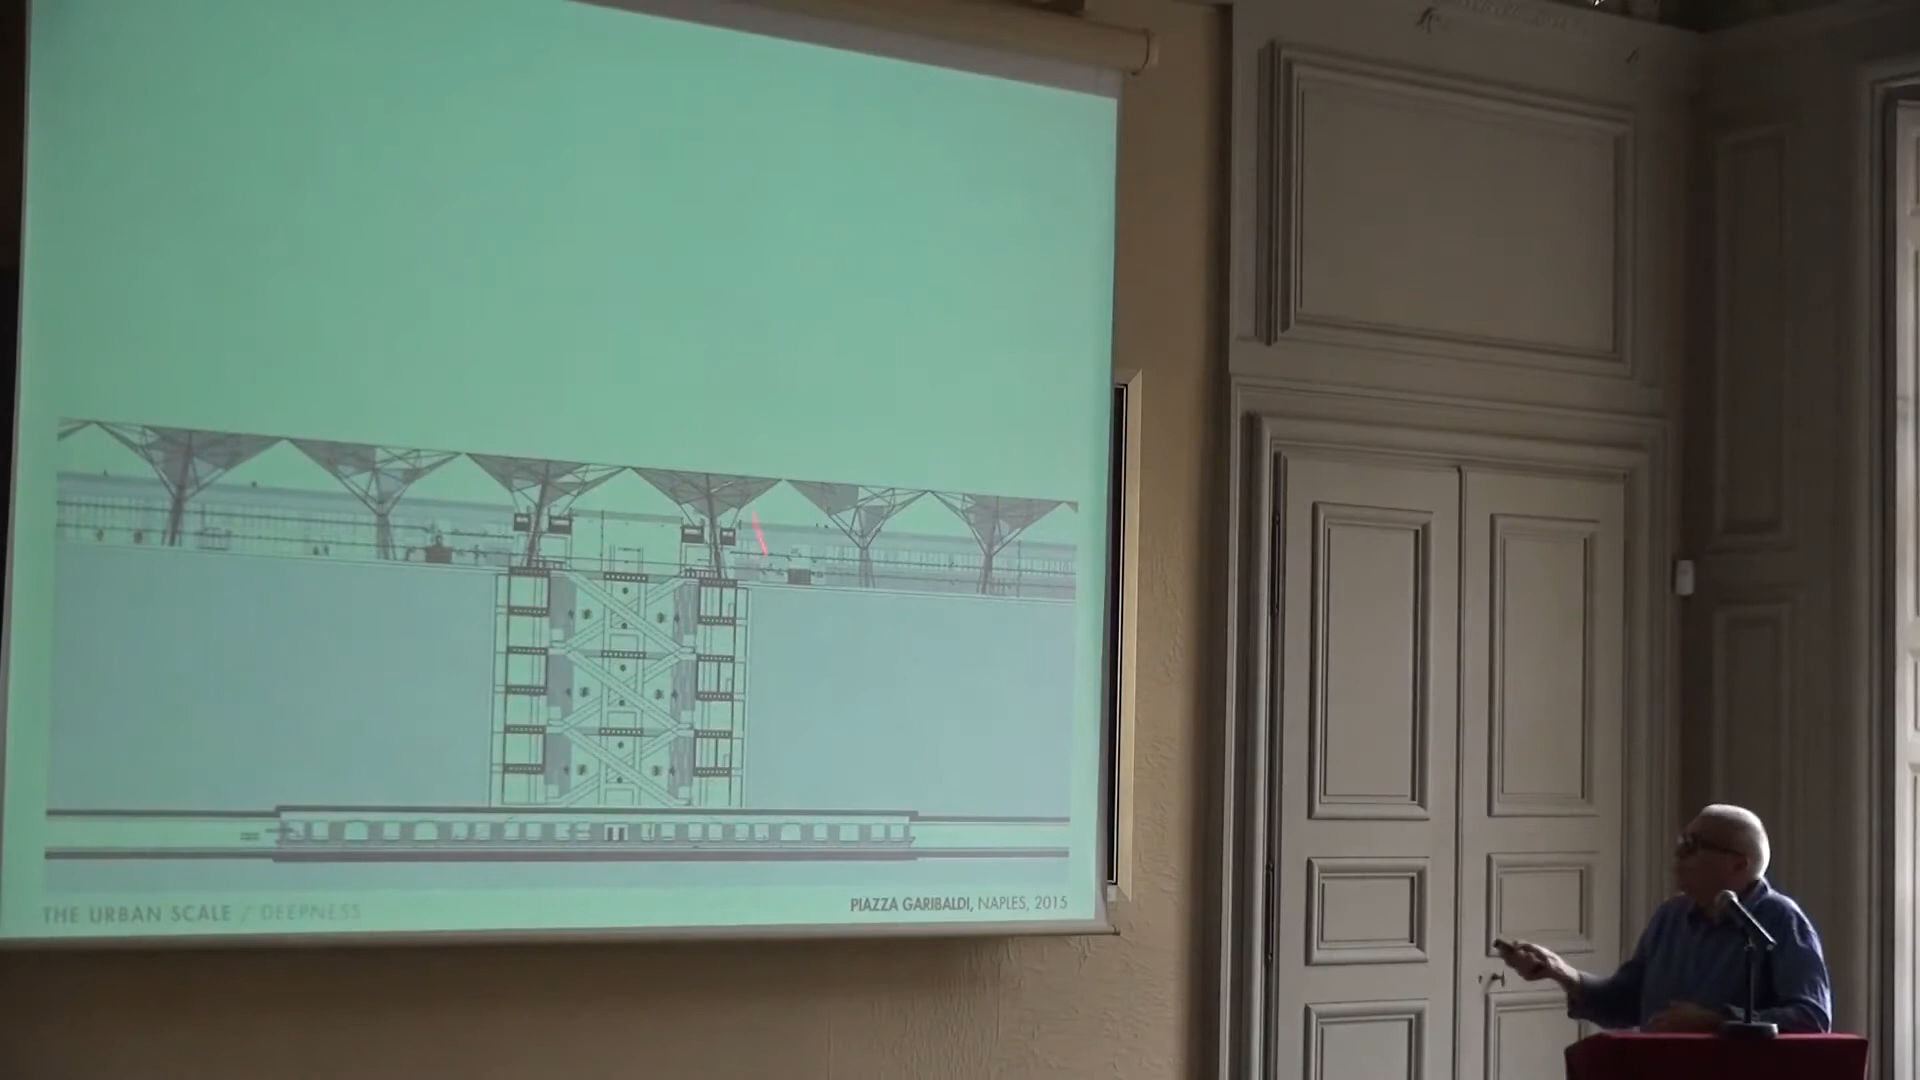 THE URBAN SCALE / DEEPNESS
PIAZZA GARIBALDI, NAPLES, 2015